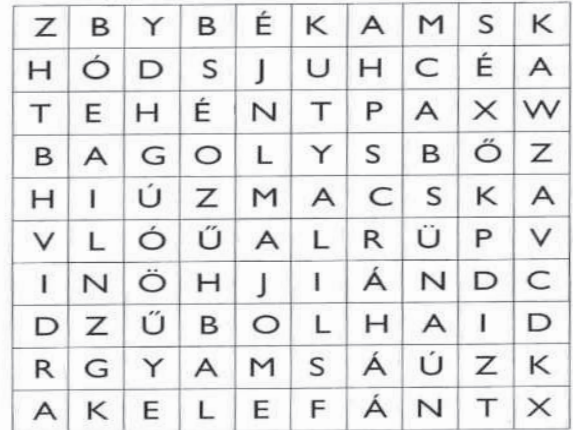 Z B Y B É K A M S K
H Ó D S J U H C É A
T E H É N T P A X W
B A G O L Y S B Ő Z
H I Ú Z M A C S K A
V L Ó Ű A L R Ü P V
I N Ö H J I Á N D C
D Z Ű B O L H A I D
R G Y A M S Á Ú Z K
A K E L E F Á N T X